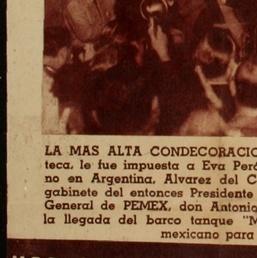 LA MAS ALTA CONDECORACIO
teca, le fue impuesta a Eva Peró
no en Argentina, Alvarez del C
gabinete del entonces Presidente
General de PEMEX, don Antonio
la llegada del barco tanque "M
mexicano para